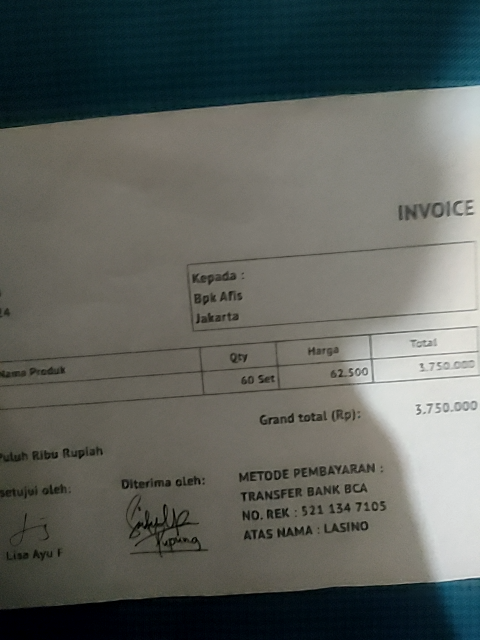 INVOICE
Kepada :
Bpk Afis
Jakarta
24
Nama Produk Qty Harga Total
60 Set 62.500 3.750.000
Grand total (Rp): 3.750.000
Puluh Ribu Rupiah
setujui oleh: Diterima oleh: METODE PEMBAYARAN :
TRANSFER BANK BCA
NO. REK : 521 134 7105
ATAS NAMA : LASINO
Lisa Ayu F